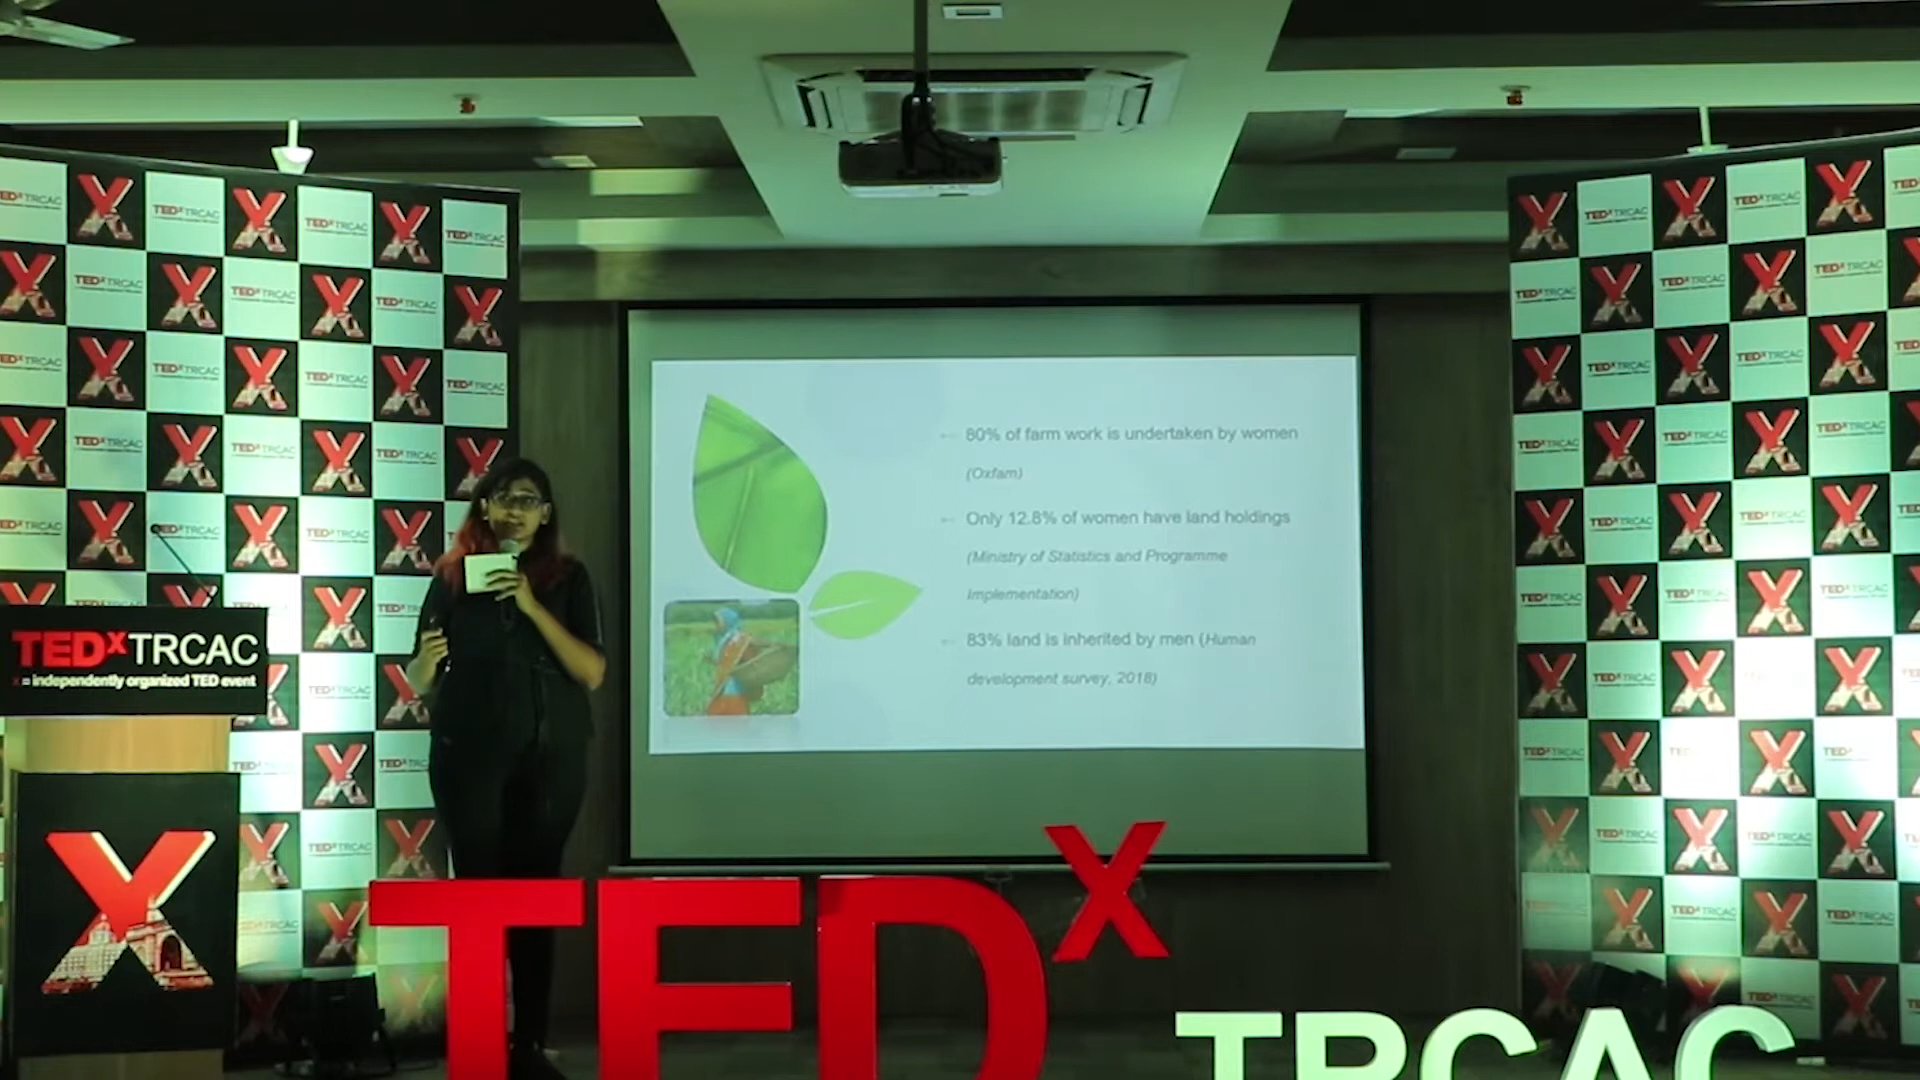 80% of farm work is undertaken by women
(Oxfam)
Only 12.8% of women have land holdings
(Ministry of Statistics and Programme
Implementation)
83% land is inherited by men (Human
development survey, 2018)
TEDxTRCAC
x = independently organized TED event
X
TEDx
TRCAC
TEDxTRCAC
X